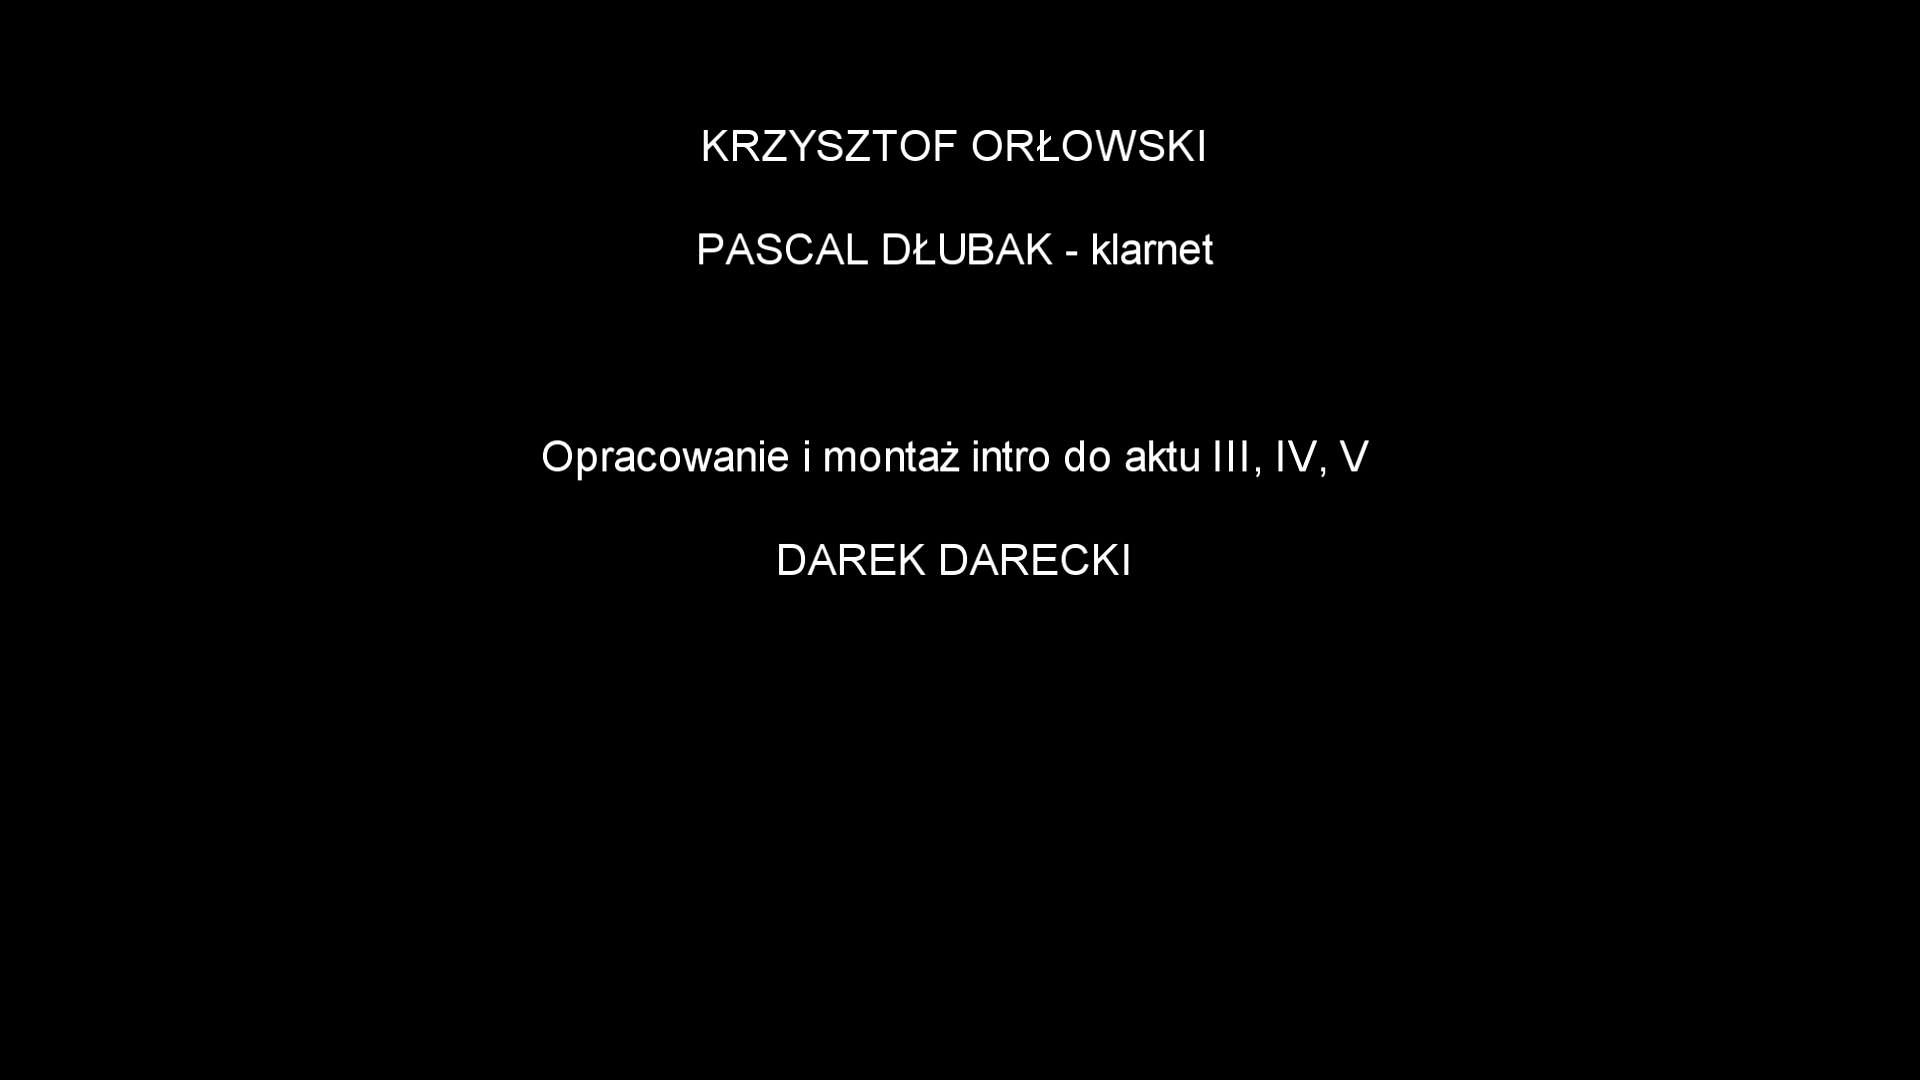 KRZYSZTOF ORŁOWSKI
PASCAL DŁUBAK - klarnet
Opracowanie i montaż intro do aktu III, IV, V
DAREK DARECKI